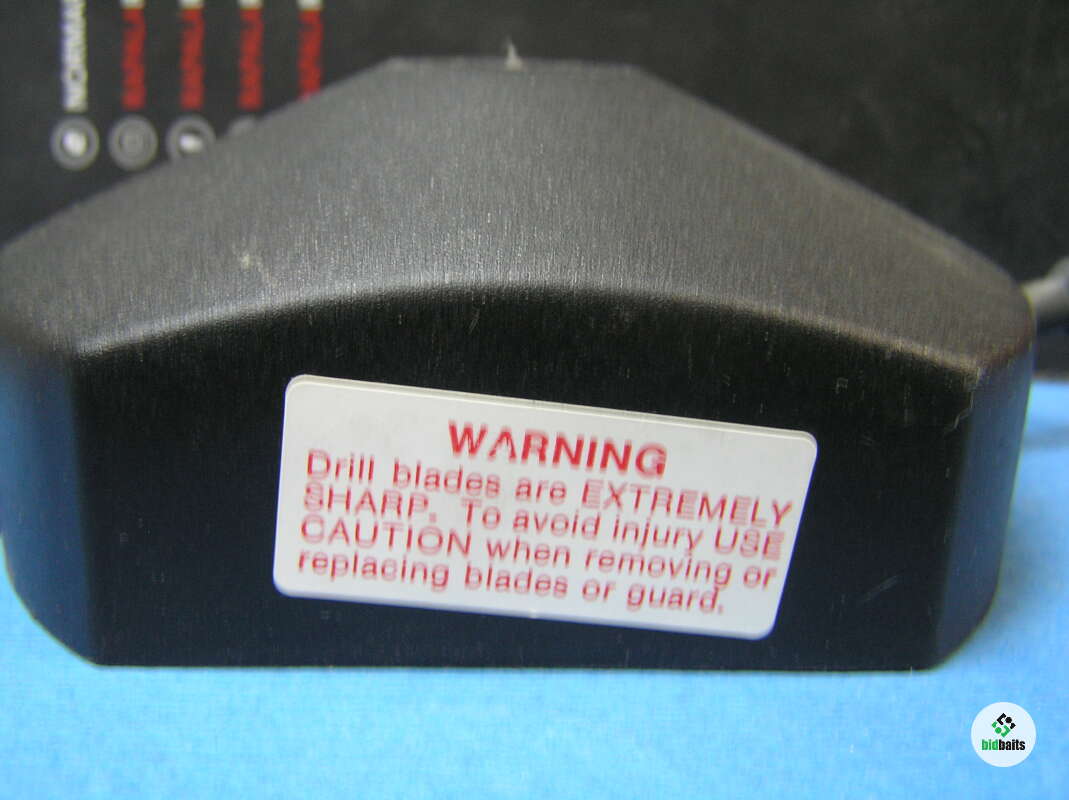 WARNING
Drill blades are EXTREMELY
SHARP. To avoid injury USE
CAUTION when removing or
replacing blades or guard.
bidbaits